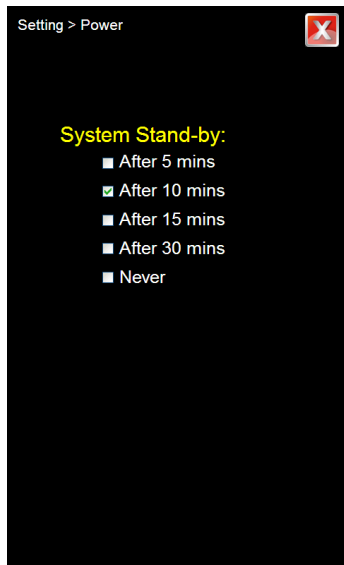 Setting > Power
X
System Stand-by:
After 5 mins
After 10 mins
After 15 mins
After 30 mins
Never